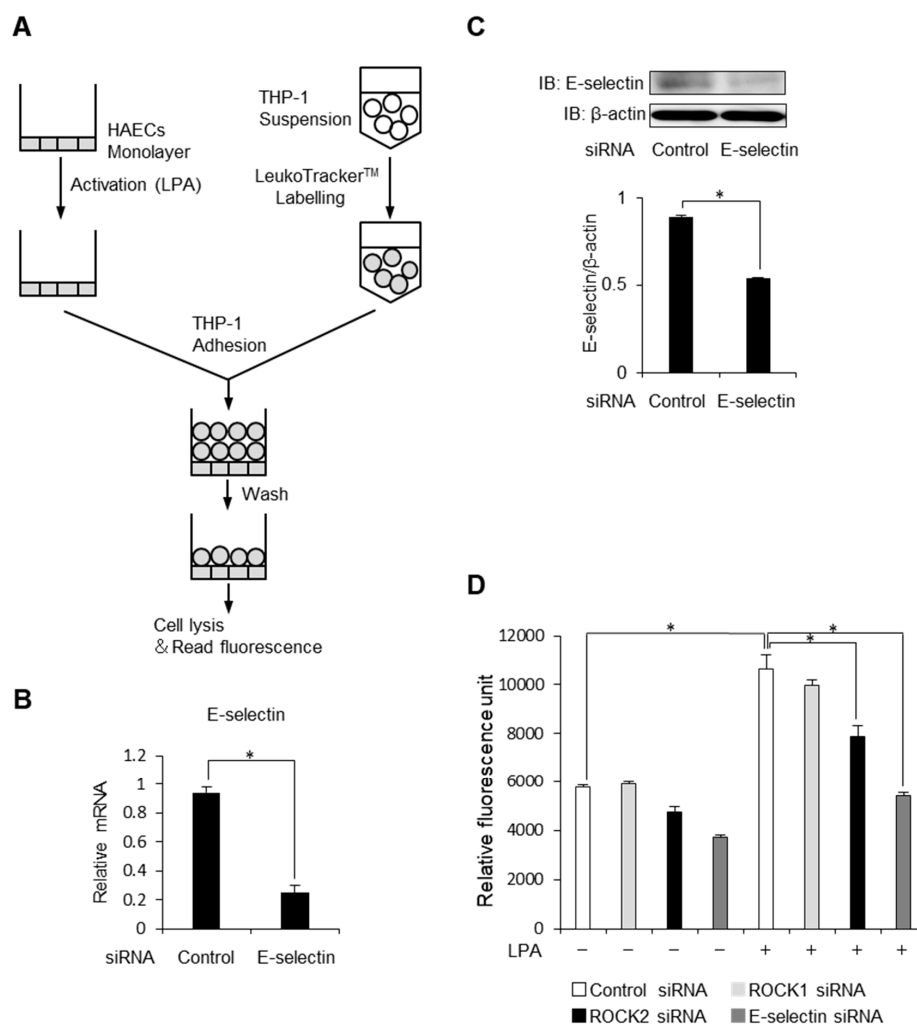 A
HAECs
Monolayer
Activation (LPA)
THP-1
Suspension
LeukoTracker™
Labelling
THP-1
Adhesion
Wash
Cell lysis
& Read fluorescence
B
E-selectin
Relative mRNA
1.2
1
0.8
0.6
0.4
0.2
0
*
siRNA Control E-selectin
C
IB: E-selectin
IB: β-actin
siRNA Control E-selectin
E-selectin/β-actin
1
0.5
0
*
siRNA Control E-selectin
D
Relative fluorescence unit
12000
10000
8000
6000
4000
2000
0
* * *
LPA − − − − + + + +
Control siRNA ROCK1 siRNA
ROCK2 siRNA E-selectin siRNA